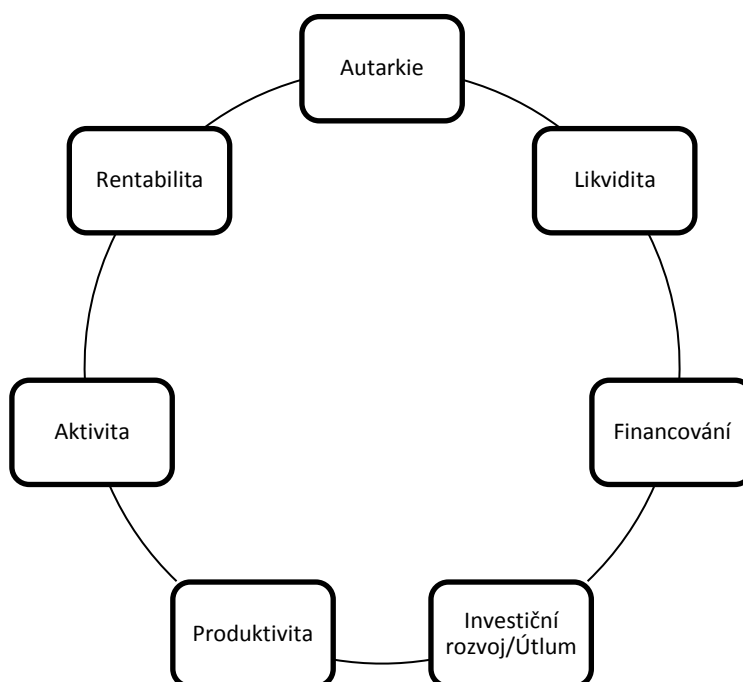 Autarkie
Rentabilita
Likvidita
Aktivita
Financování
Produktivita
Investiční
rozvoj/Útlum